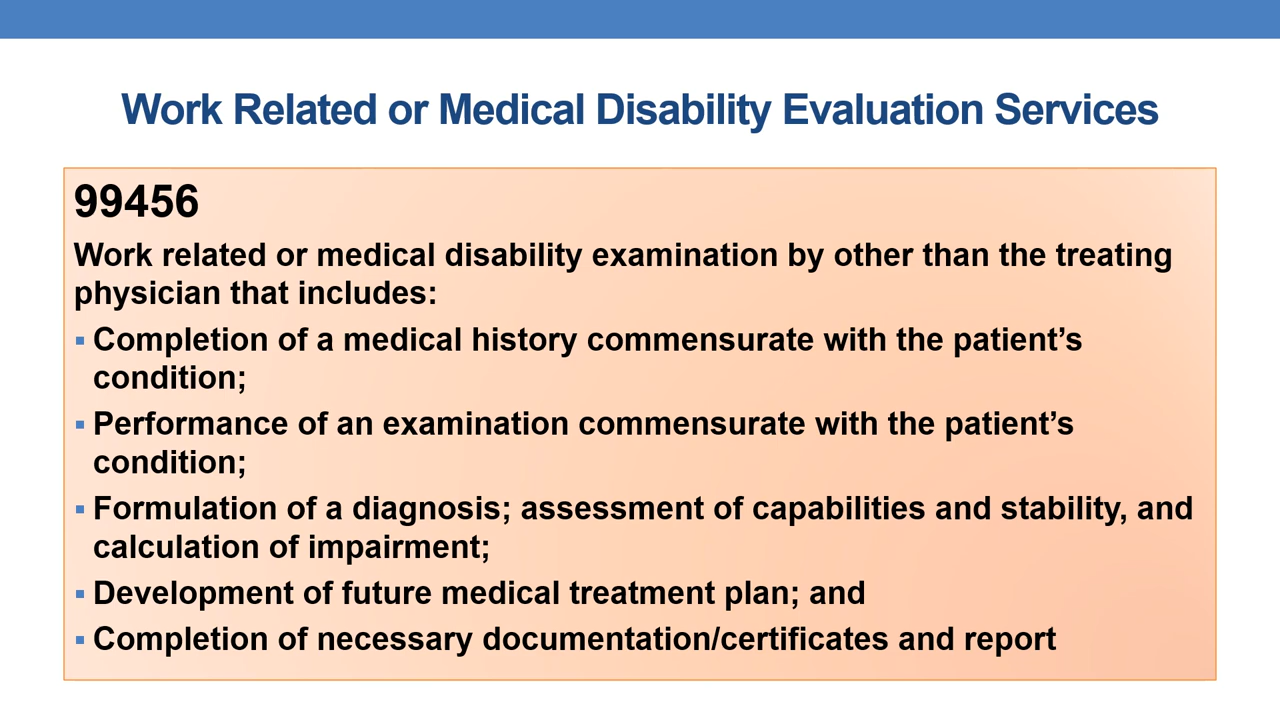 Work Related or Medical Disability Evaluation Services
99456
Work related or medical disability examination by other than the treating
physician that includes:
▪ Completion of a medical history commensurate with the patient’s
condition;
▪ Performance of an examination commensurate with the patient’s
condition;
▪ Formulation of a diagnosis; assessment of capabilities and stability, and
calculation of impairment;
▪ Development of future medical treatment plan; and
▪ Completion of necessary documentation/certificates and report